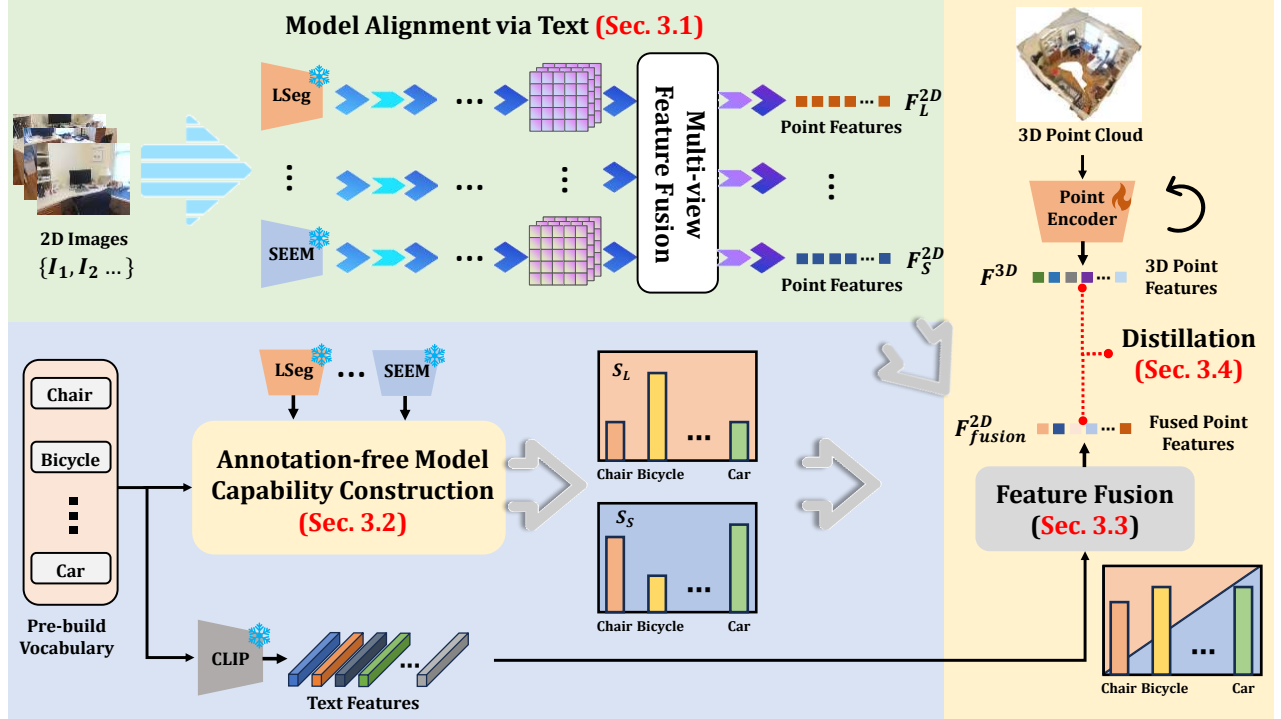 Model Alignment via Text (Sec. 3.1)
LSeg
...
Multi-view
Feature Fusion
Point Features
F_L^{2D}
...
2D Images
{I_1, I_2 ...}
SEEM
...
Point Features
F_S^{2D}
Chair
Bicycle
Car
Pre-build
Vocabulary
LSeg
...
SEEM
Annotation-free Model
Capability Construction
(Sec. 3.2)
CLIP
...
Text Features
S_L
...
Chair Bicycle Car
S_S
...
Chair Bicycle Car
3D Point Cloud
Point
Encoder
F^{3D}
...
3D Point
Features
Distillation
(Sec. 3.4)
F_{fusion}^{2D}
...
Fused Point
Features
Feature Fusion
(Sec. 3.3)
...
Chair Bicycle Car